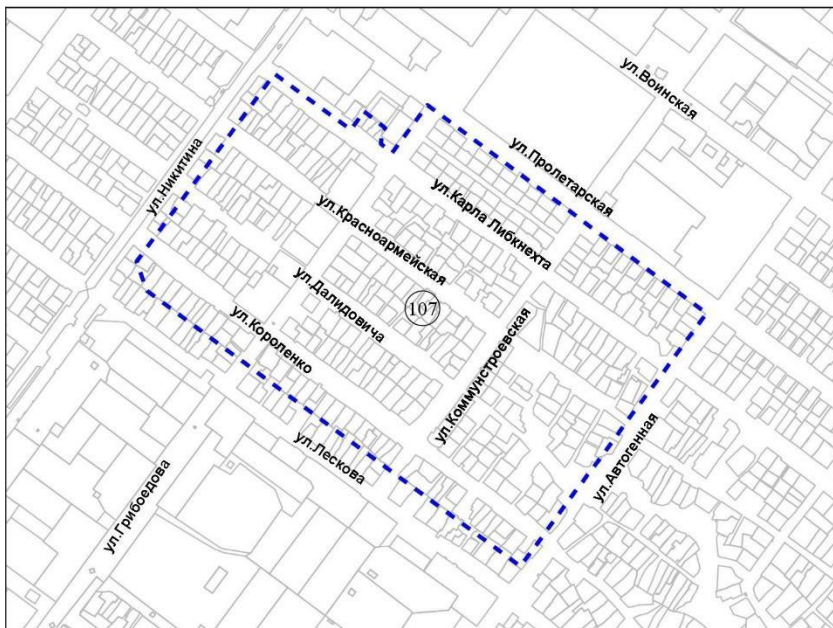 ул.Воинская
ул.Пролетарская
ул.Никитина
ул.Карла Либкнехта
ул.Красноармейская
ул.Далидовича
107
ул.Короленко
ул.Коммунстроевская
ул.Лескова
ул.Автогенная
ул.Грибоедова